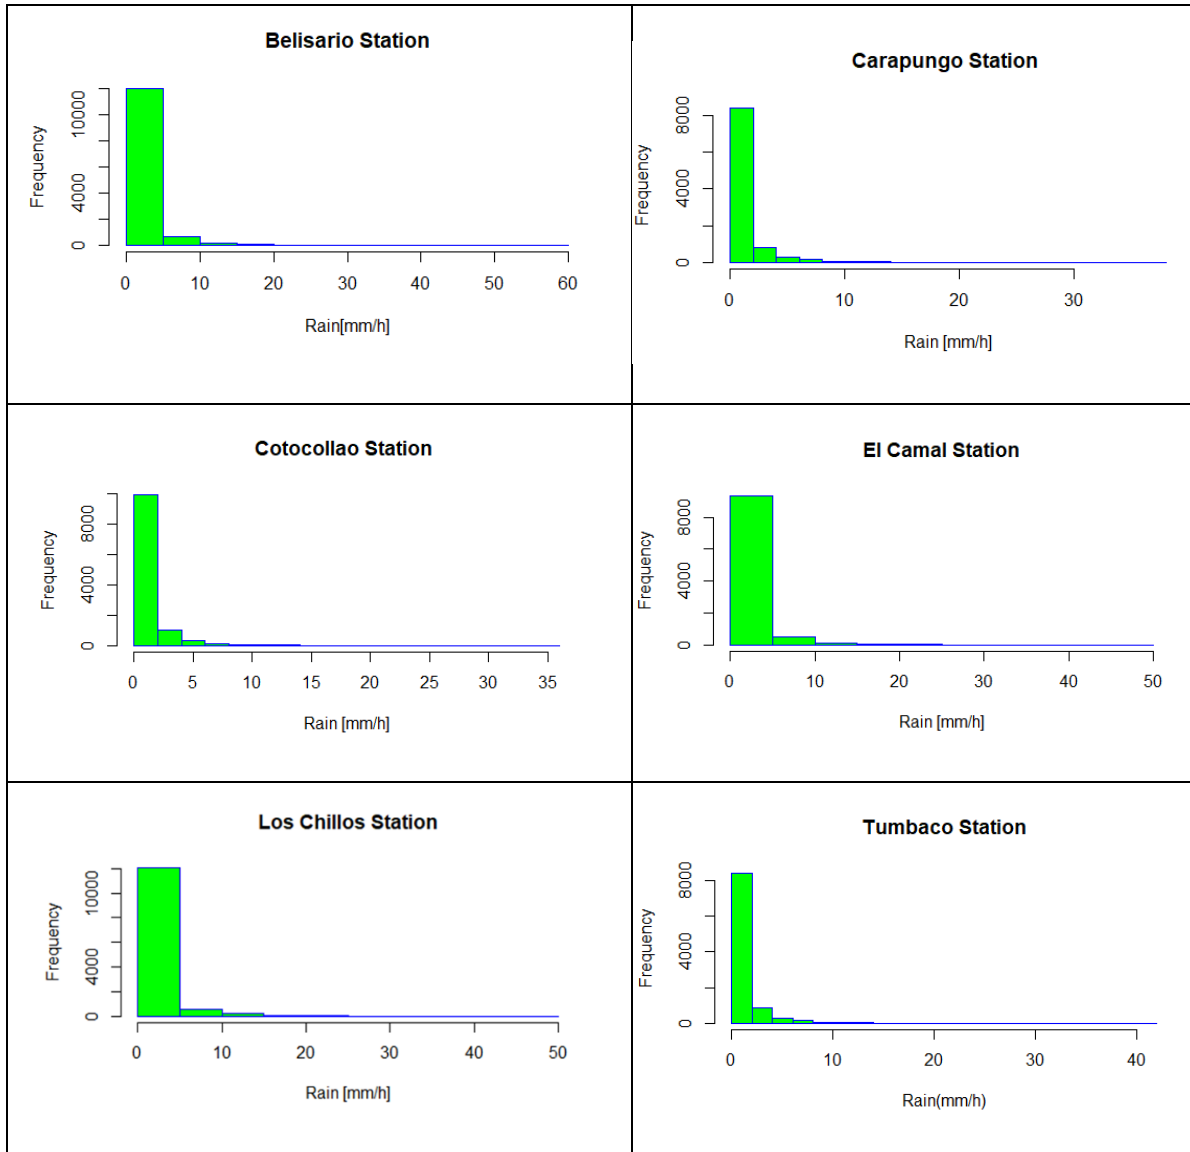 Belisario Station
Frequency
10000
4000
0
0 10 20 30 40 50 60
Rain[mm/h]
Carapungo Station
Frequency
8000
4000
0
0 10 20 30
Rain [mm/h]
Cotocollao Station
Frequency
8000
4000
0
0 5 10 15 20 25 30 35
Rain [mm/h]
El Camal Station
Frequency
8000
4000
0
0 10 20 30 40 50
Rain [mm/h]
Los Chillos Station
Frequency
10000
4000
0
0 10 20 30 40 50
Rain [mm/h]
Tumbaco Station
Frequency
8000
4000
0
0 10 20 30 40
Rain(mm/h)